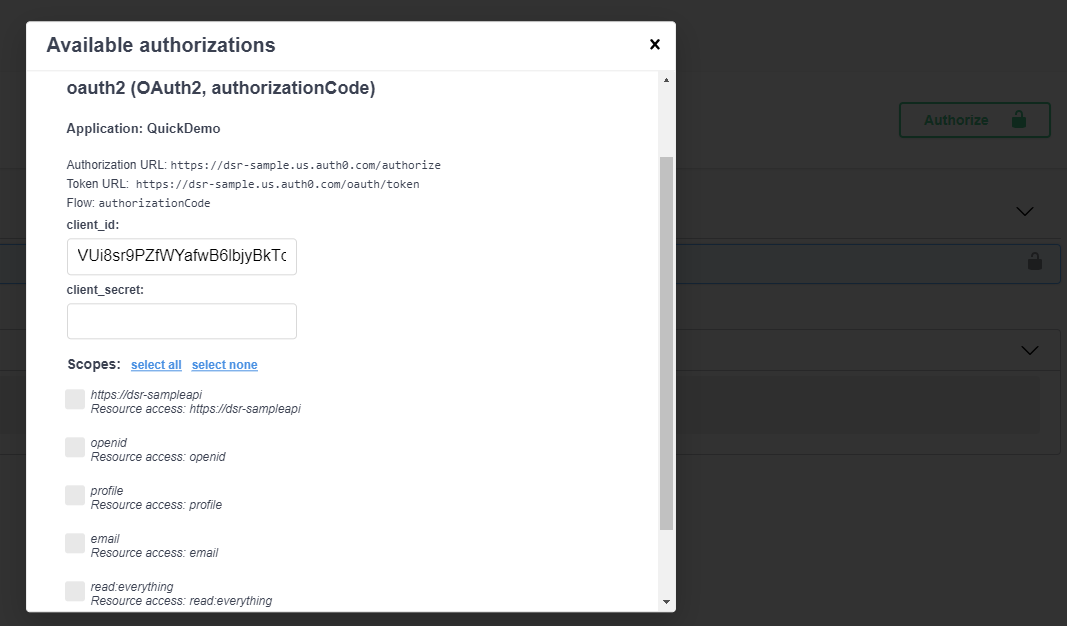 Available authorizations
oauth2 (OAuth2, authorizationCode)
Authorize
Application: QuickDemo
Authorization URL: https://dsr-sample.us.auth0.com/authorize
Token URL: https://dsr-sample.us.auth0.com/oauth/token
Flow: authorizationCode
client_id:
VUi8sr9PZfWYafwB6lbjyBkTc
client_secret:
Scopes: select all select none
https://dsr-sampleapi
Resource access: https://dsr-sampleapi
openid
Resource access: openid
profile
Resource access: profile
email
Resource access: email
read:everything
Resource access: read:everything